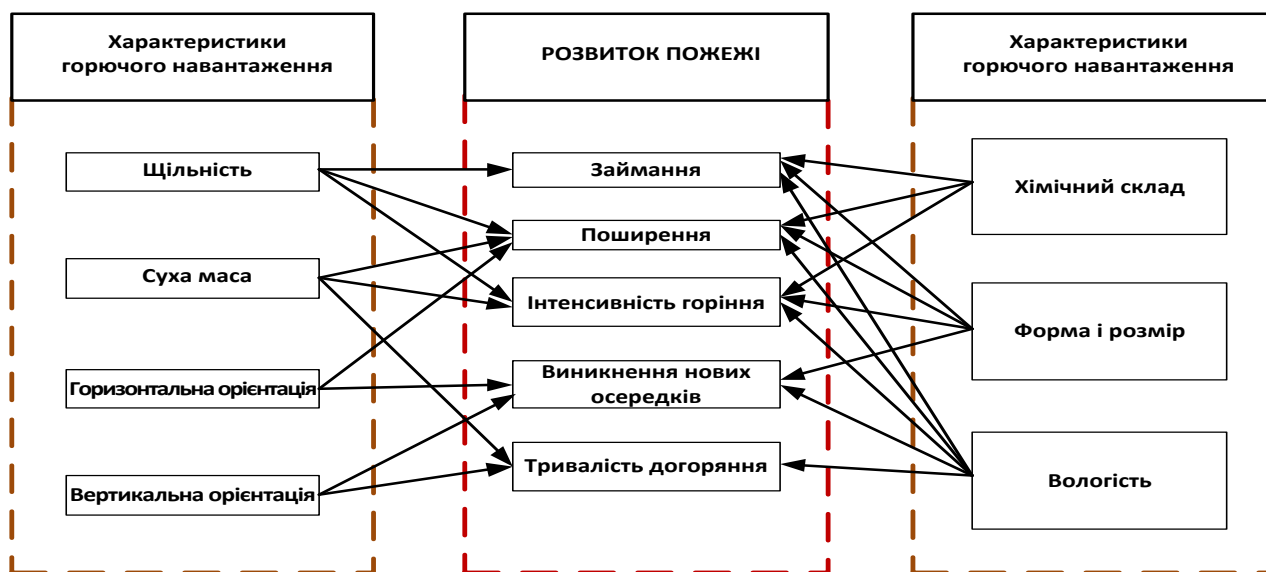 Характеристики
горючого навантаження
РОЗВИТОК ПОЖЕЖІ
Характеристики
горючого навантаження
Щільність
Суха маса
Горизонтальна орієнтація
Вертикальна орієнтація
Займання
Поширення
Інтенсивність горіння
Виникнення нових
осередків
Тривалість догоряння
Хімічний склад
Форма і розмір
Вологість